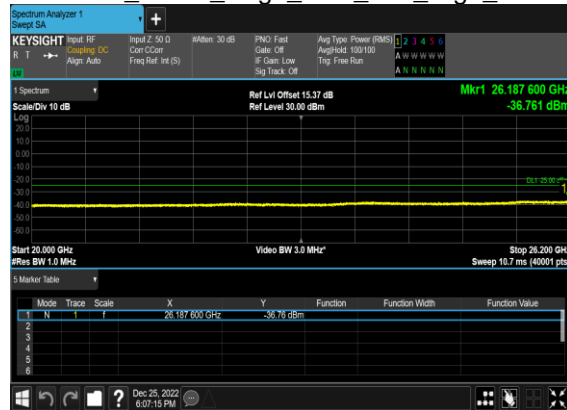 Spectrum Analyzer 1
Swept SA
+
KEYSIGHT Input: RF Input Z: 50 Ω #Atten: 30 dB PNO: Fast Avg Type: Power (RMS) 1 2 3 4 5 6
R T Coupling: DC Corr CCorr Gate: Off Avg|Hold: 100/100 A W W W W W
Align: Auto Freq Ref: Int (S) IF Gain: Low Trig: Free Run
Sig Track: Off A N N N N N
1 Spectrum Ref Lvl Offset 15.37 dB Mkr1 26.187 600 GHz
Scale/Div 10 dB Ref Level 30.00 dBm -36.761 dBm
Log
20.0
10.0
0.00
-10.0
-20.0
DL1 -25.00
-30.0
1
-40.0
-50.0
-60.0
Start 20.000 GHz Video BW 3.0 MHz* Stop 26.200 GHz
#Res BW 1.0 MHz Sweep 10.7 ms (40001 pts
5 Marker Table
Mode Trace Scale X Y Function Function Width Function Value
1 N 1 f 26.187 600 GHz -36.76 dBm
2
3
4
5
6
? Dec 25, 2022
6:07:15 PM